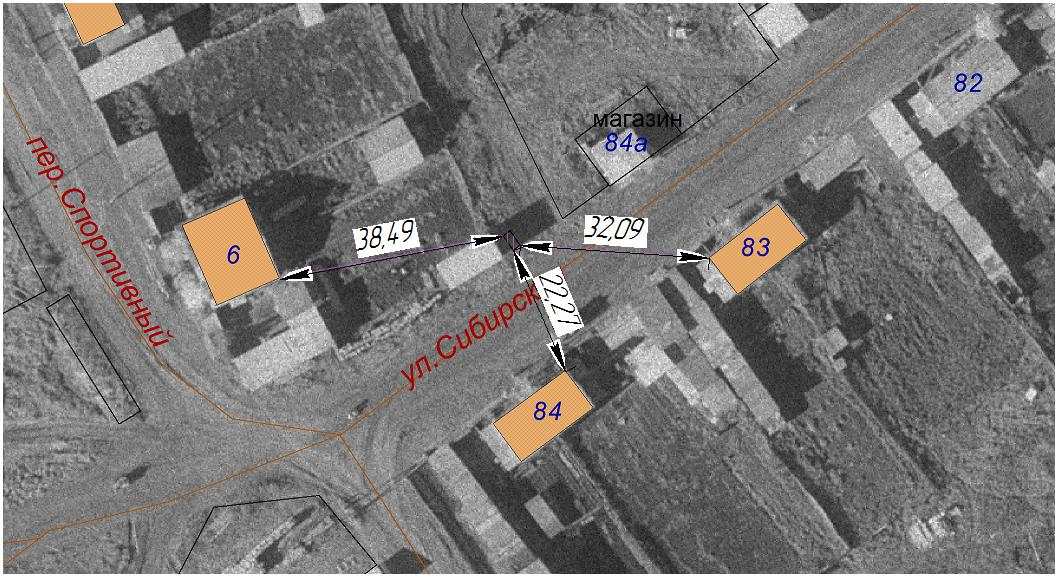 82
магазин
84а
пер.Спортивный
38,49
32,09
6
83
22,27
ул.Сибирск
84